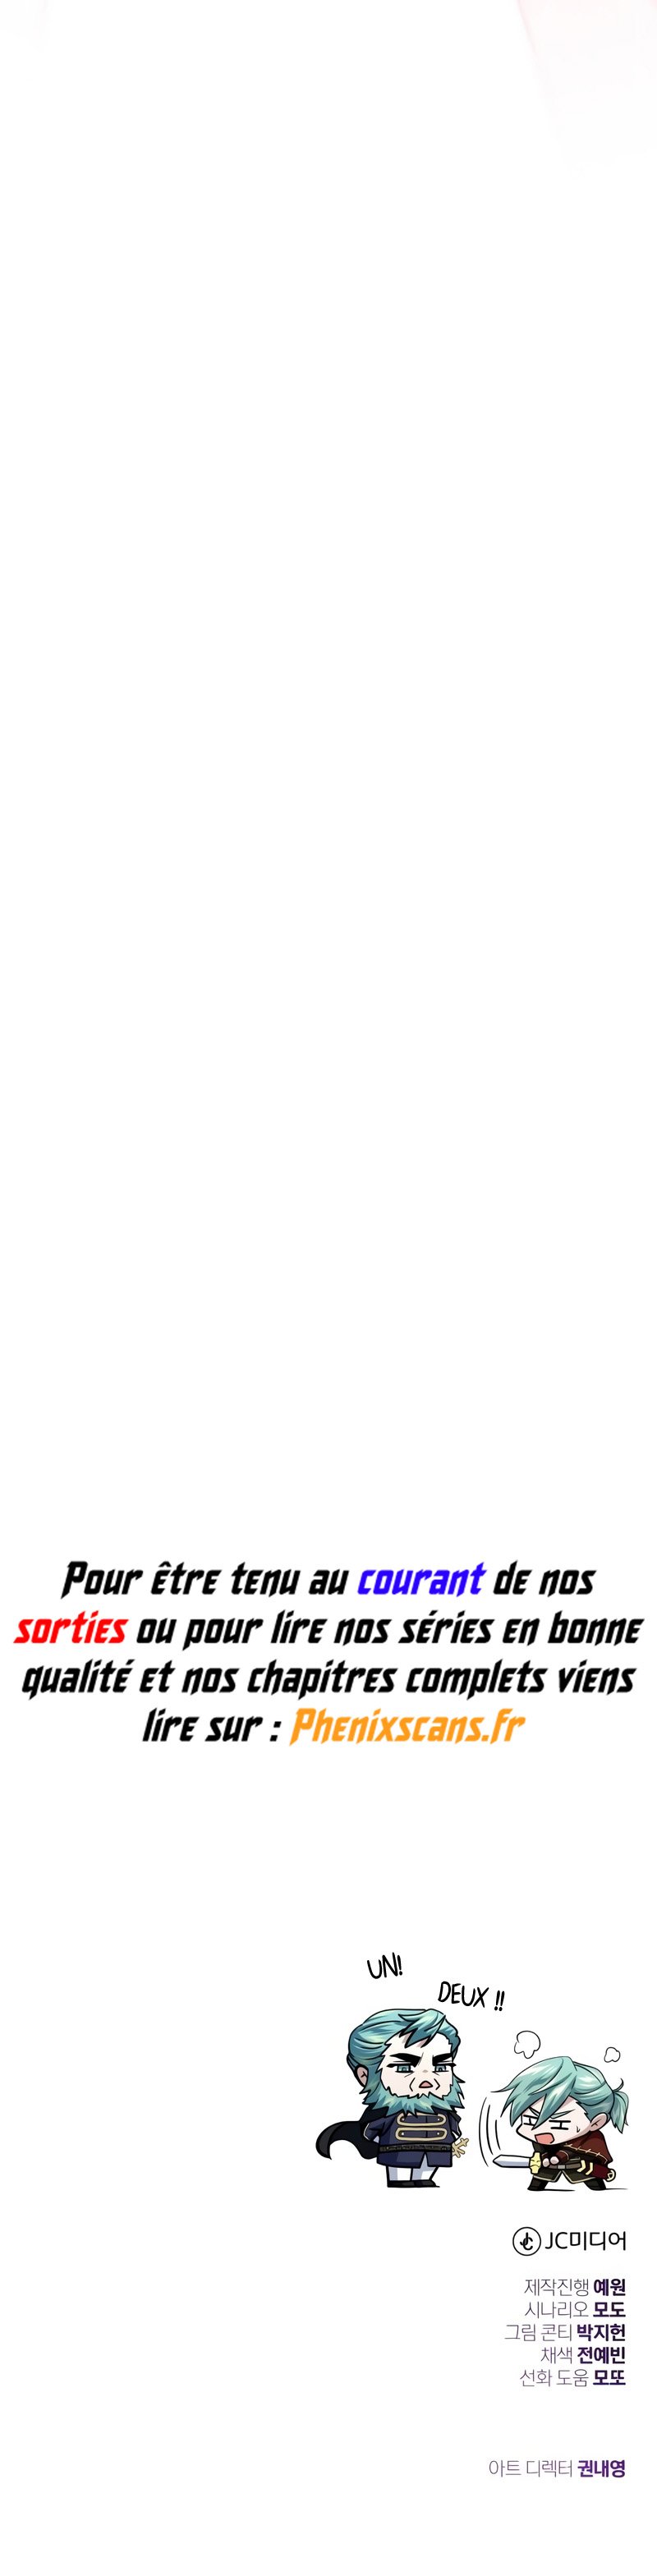 Pour être tenu au courant de nos
sorties ou pour lire nos séries en bonne
qualité et nos chapitres complets viens
lire sur : Phenixscans.fr
UN!
DEUX !!
JC미디어
제작진행 예원
시나리오 모도
그림 콘티 박지헌
채색 전예빈
선화 도움 모또
아트 디렉터 권내영